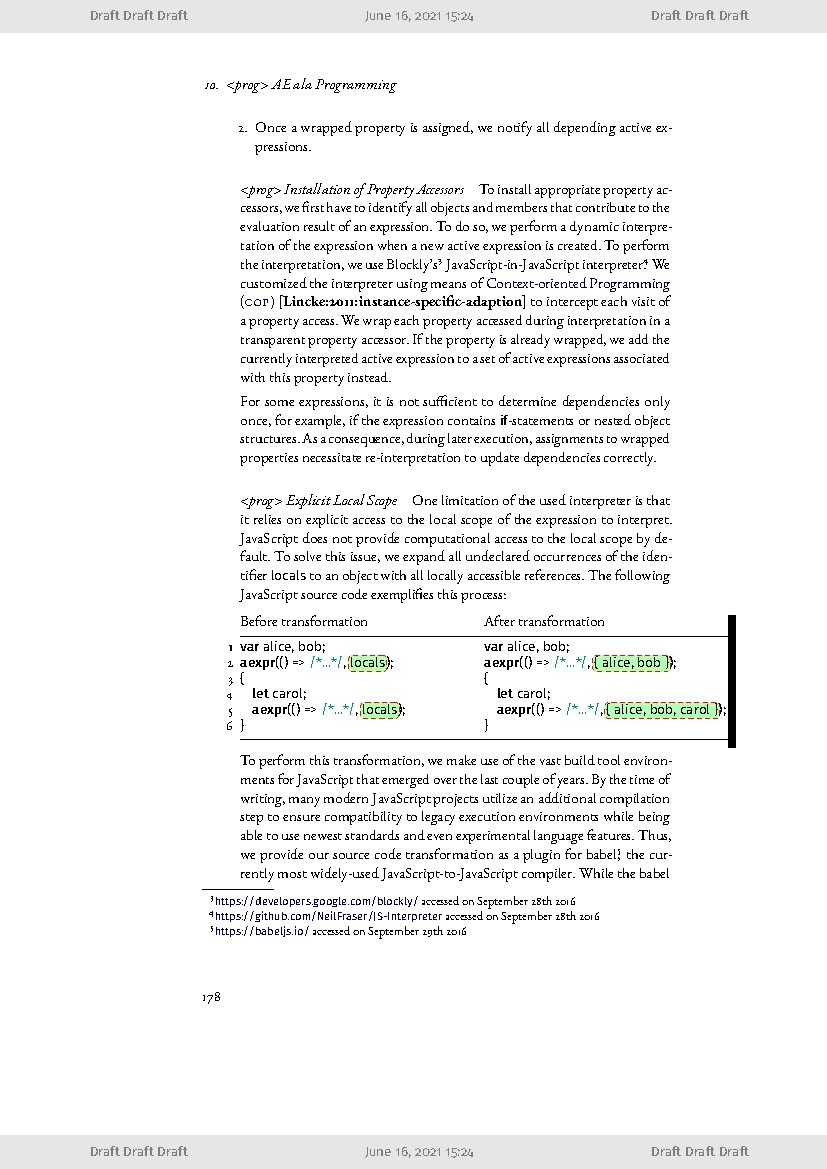 Draft Draft Draft June 16, 2021 15:24 Draft Draft Draft
10. <prog> AE ala Programming
2. Once a wrapped property is assigned, we notify all depending active ex-
pressions.
<prog> Installation of Property Accessors To install appropriate property ac-
cessors, we first have to identify all objects and members that contribute to the
evaluation result of an expression. To do so, we perform a dynamic interpre-
tation of the expression when a new active expression is created. To perform
the interpretation, we use Blockly's³ JavaScript-in-JavaScript interpreter.⁴ We
customized the interpreter using means of Context-oriented Programming
(COP) [Lincke:2011:instance-specific-adaption] to intercept each visit of
a property access. We wrap each property accessed during interpretation in a
transparent property accessor. If the property is already wrapped, we add the
currently interpreted active expression to a set of active expressions associated
with this property instead.
For some expressions, it is not sufficient to determine dependencies only
once, for example, if the expression contains if-statements or nested object
structures. As a consequence, during later execution, assignments to wrapped
properties necessitate re-interpretation to update dependencies correctly.
<prog> Explicit Local Scope One limitation of the used interpreter is that
it relies on explicit access to the local scope of the expression to interpret.
JavaScript does not provide computational access to the local scope by de-
fault. To solve this issue, we expand all undeclared occurrences of the iden-
tifier locals to an object with all locally accessible references. The following
JavaScript source code exemplifies this process:
Before transformation After transformation
1 var alice, bob; var alice, bob;
2 aexpr(() => /*...*/, locals); aexpr(() => /*...*/, { alice, bob });
3 { {
4 let carol; let carol;
5 aexpr(() => /*...*/, locals); aexpr(() => /*...*/, { alice, bob, carol });
6 } }
To perform this transformation, we make use of the vast build tool environ-
ments for JavaScript that emerged over the last couple of years. By the time of
writing, many modern JavaScript projects utilize an additional compilation
step to ensure compatibility to legacy execution environments while being
able to use newest standards and even experimental language features. Thus,
we provide our source code transformation as a plugin for babel,⁵ the cur-
rently most widely-used JavaScript-to-JavaScript compiler. While the babel
³https://developers.google.com/blockly/ accessed on September 28th 2016
⁴https://github.com/NeilFraser/JS-Interpreter accessed on September 28th 2016
⁵https://babeljs.io/ accessed on September 29th 2016
178
Draft Draft Draft June 16, 2021 15:24 Draft Draft Draft